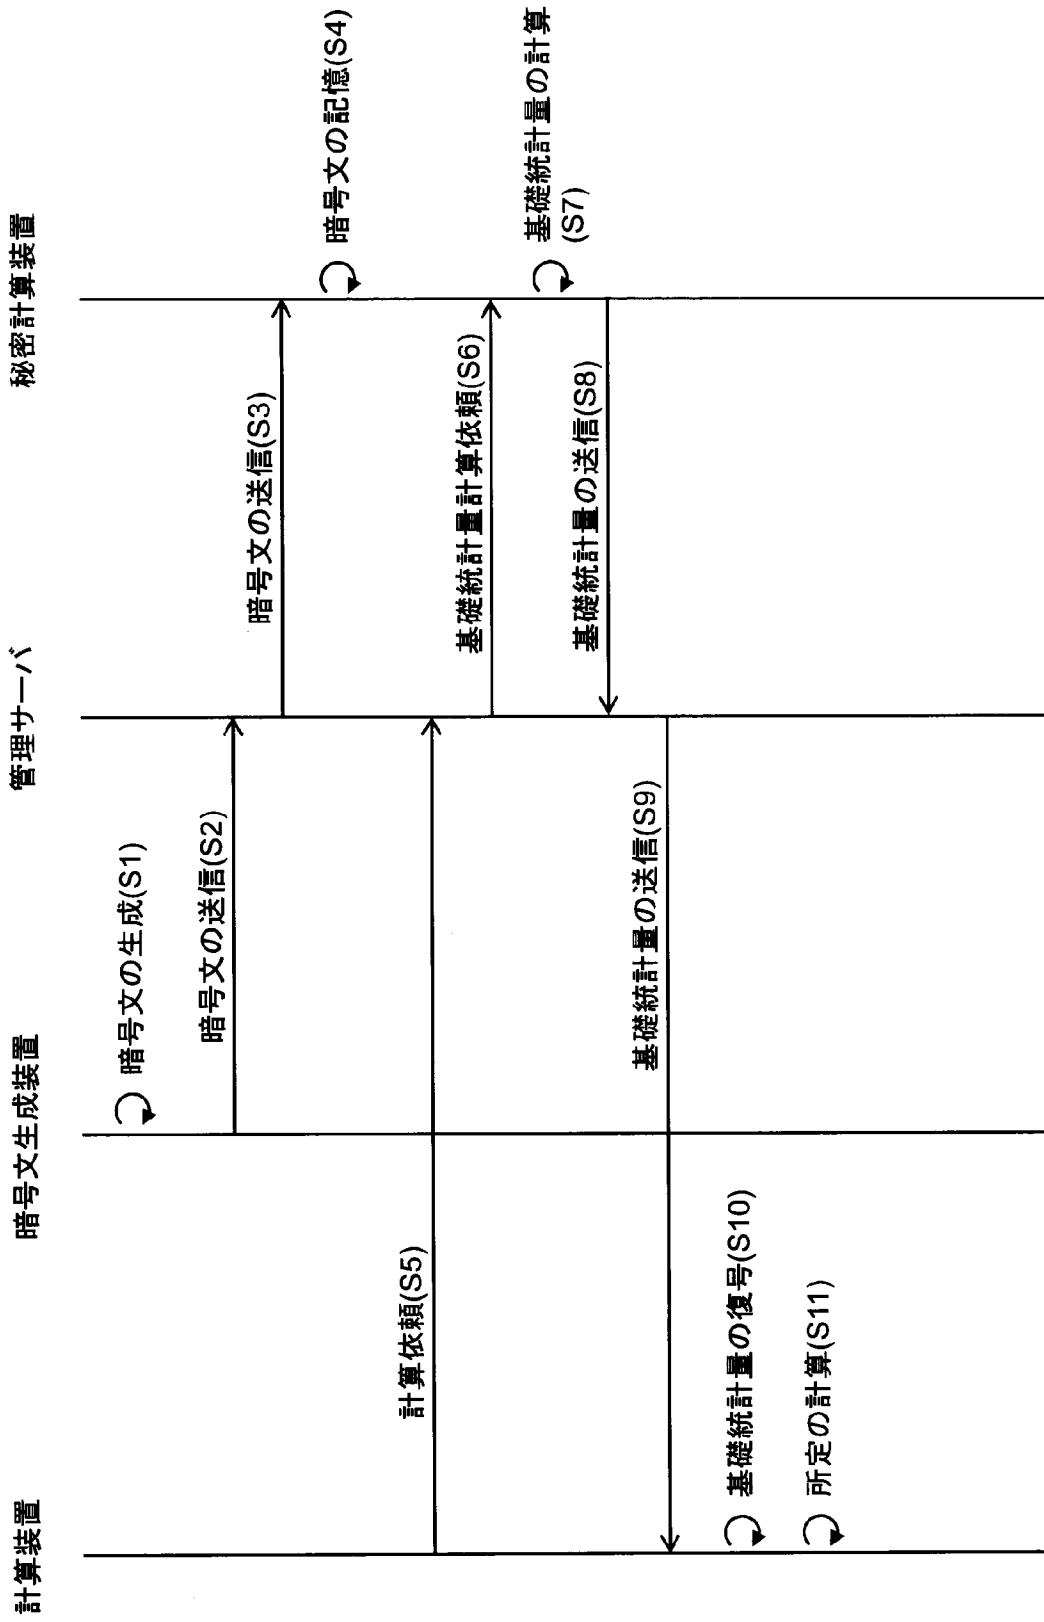 計算装置
暗号文生成装置
管理サーバ
秘密計算装置
暗号文の生成(S1)
暗号文の送信(S2)
暗号文の送信(S3)
暗号文の記憶(S4)
計算依頼(S5)
基礎統計量計算依頼(S6)
基礎統計量の計算
(S7)
基礎統計量の送信(S8)
基礎統計量の送信(S9)
基礎統計量の復号(S10)
所定の計算(S11)